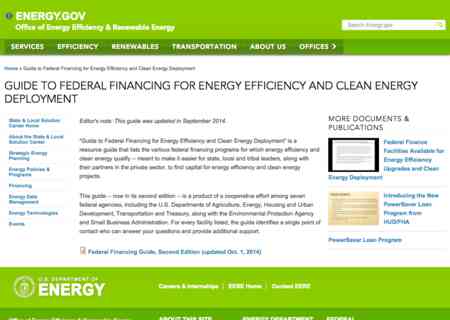 ENERGY.GOV
Office of Energy Efficiency & Renewable Energy
Search Energy.gov
SERVICES EFFICIENCY RENEWABLES TRANSPORTATION ABOUT US OFFICES
Home » Guide to Federal Financing for Energy Efficiency and Clean Energy Deployment
GUIDE TO FEDERAL FINANCING FOR ENERGY EFFICIENCY AND CLEAN ENERGY
DEPLOYMENT
State & Local Solution
Center Home
About the State & Local
Solution Center
Strategic Energy
Planning
Energy Policies &
Programs
Financing
Energy Data
Management
Energy Technologies
Events
Editor's note: This guide was updated in September 2014.
"Guide to Federal Financing for Energy Efficiency and Clean Energy Deployment" is a
resource guide that lists the various federal financing programs for which energy efficiency and
clean energy qualify -- meant to make it easier for state, local and tribal leaders, along with
their partners in the private sector, to find capital for energy efficiency and clean energy
projects.
This guide -- now in its second edition -- is a product of a cooperative effort among seven
federal agencies, including the U.S. Departments of Agriculture, Energy, Housing and Urban
Development, Transportation and Treasury, along with the Environmental Protection Agency
and Small Business Administration. For every facility listed, the guide identifies a single point of
contact who can answer your questions and provide additional support.
Federal Financing Guide, Second Edition (updated Oct. 1, 2014)
MORE DOCUMENTS &
PUBLICATIONS
Federal Finance
Facilities Available for
Energy Efficiency
Upgrades and Clean
Energy Deployment
Introducing the New
PowerSaver Loan
Program from
HUD/FHA
PowerSaver Loan Program
U.S. DEPARTMENT OF
ENERGY
Careers & Internships | EERE Home | Contact EERE
Office of Energy Efficiency & Renewable Energy
ABOUT THIS SITE
ENERGY DEPARTMENT
FEDERAL